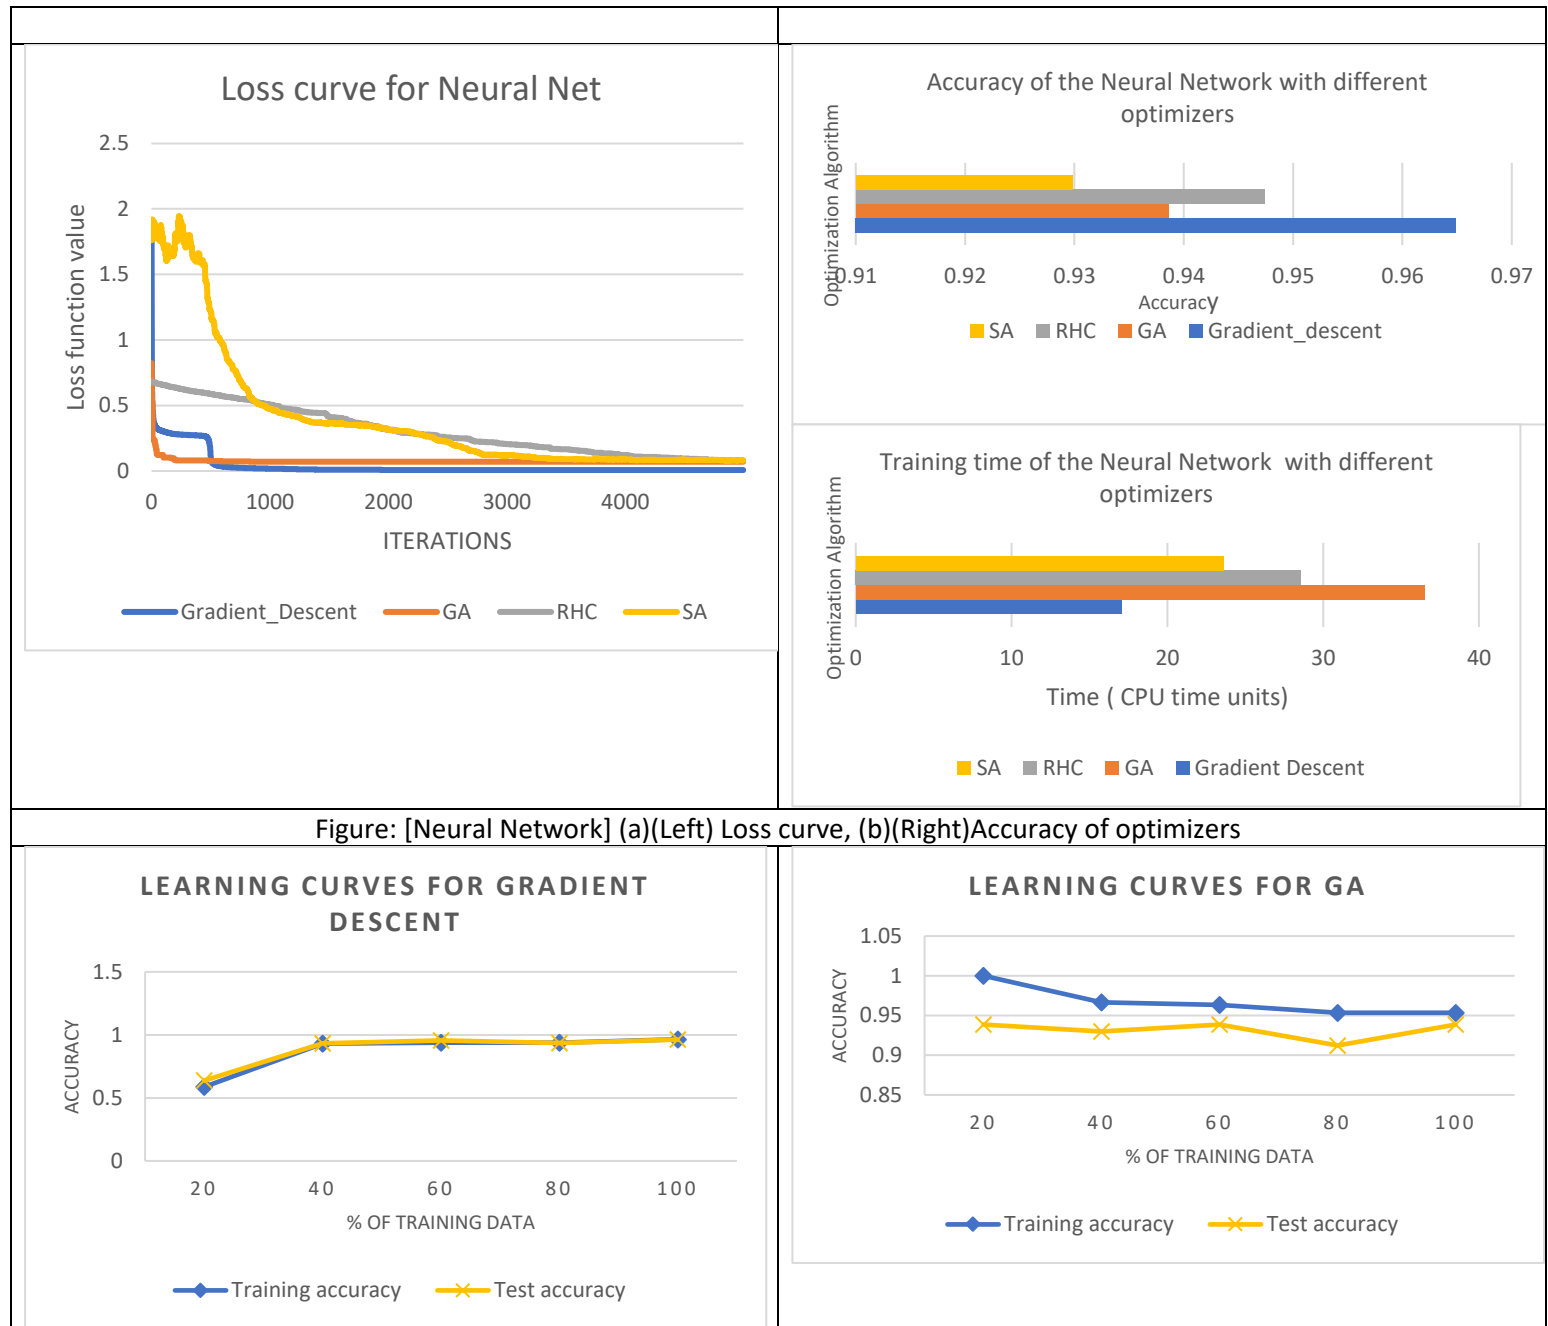 Loss curve for Neural Net
2.5
2
1.5
1
0.5
0
Loss function value
0 1000 2000 3000 4000
ITERATIONS
Gradient_Descent GA RHC SA
Accuracy of the Neural Network with different
optimizers
Optimization Algorithm
0.91 0.92 0.93 0.94 0.95 0.96 0.97
Accuracy
SA RHC GA Gradient_descent
Training time of the Neural Network with different
optimizers
Optimization Algorithm
0 10 20 30 40
Time ( CPU time units)
SA RHC GA Gradient Descent
Figure: [Neural Network] (a)(Left) Loss curve, (b)(Right)Accuracy of optimizers
LEARNING CURVES FOR GRADIENT
DESCENT
1.5
1
0.5
0
ACCURACY
20 40 60 80 100
% OF TRAINING DATA
Training accuracy Test accuracy
LEARNING CURVES FOR GA
1.05
1
0.95
0.9
0.85
ACCURACY
20 40 60 80 100
% OF TRAINING DATA
Training accuracy Test accuracy